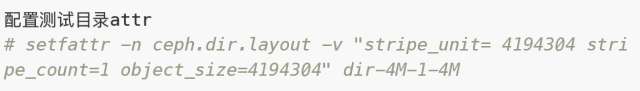 配置测试目录attr
# setfattr -n ceph.dir.layout -v "stripe_unit= 4194304 stri
pe_count=1 object_size=4194304" dir-4M-1-4M